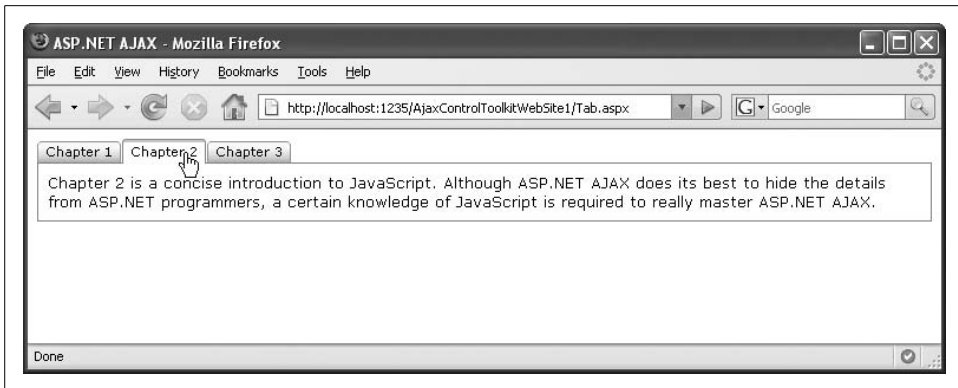 ASP.NET AJAX - Mozilla Firefox
File Edit View History Bookmarks Tools Help
http://localhost:1235/AjaxControlToolkitWebSite1/Tab.aspx G Google
Chapter 1 Chapter 2 Chapter 3
Chapter 2 is a concise introduction to JavaScript. Although ASP.NET AJAX does its best to hide the details
from ASP.NET programmers, a certain knowledge of JavaScript is required to really master ASP.NET AJAX.
Done